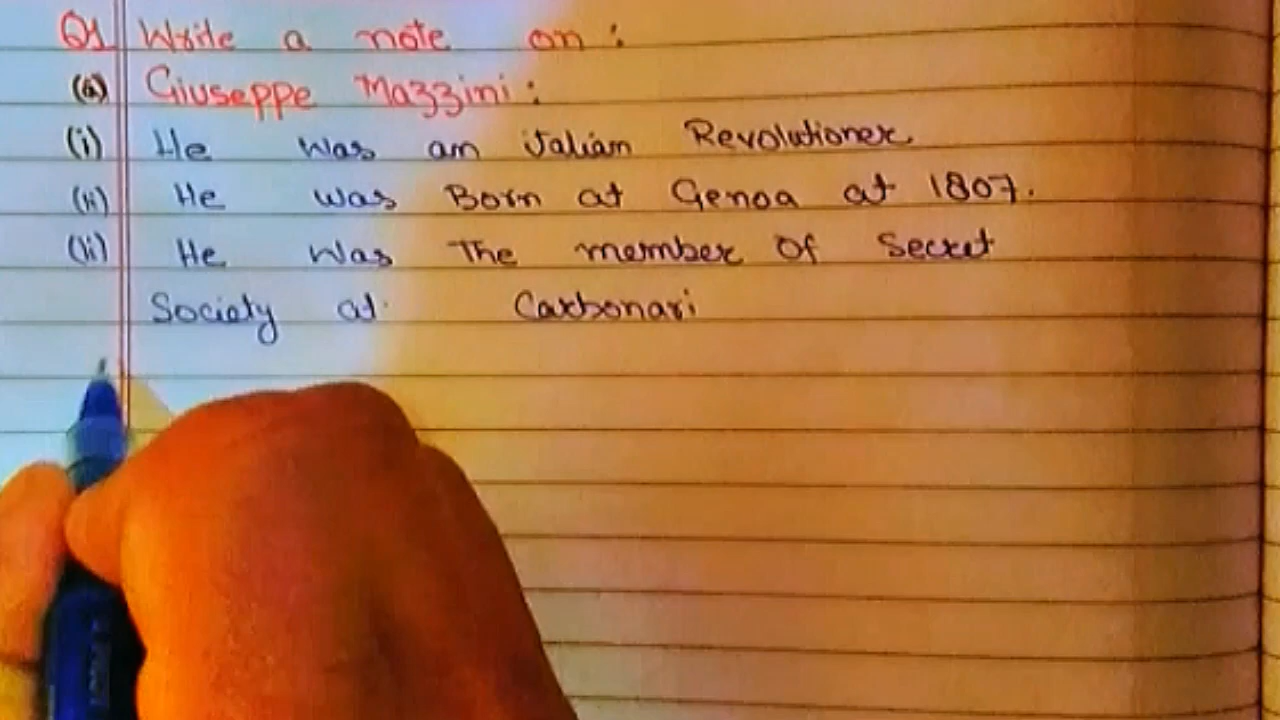 Q1 Write a note on :
(a) Giuseppe Mazzini :
(i) He was an italian Revolutioner.
(ii) He was Born at Genoa at 1807.
(iii) He was The member of Secret
Society at Carbonari